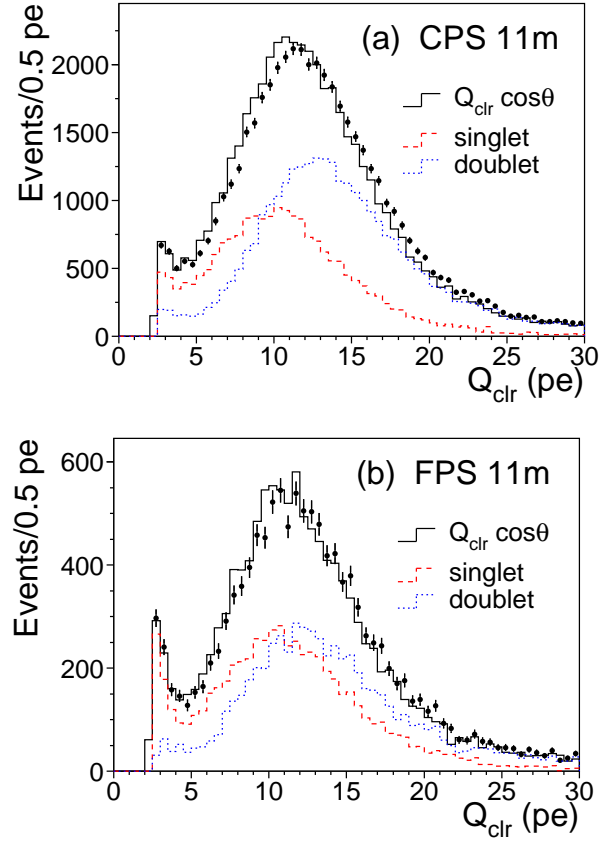 (a) CPS 11m
Events/0.5 pe
2000
1500
1000
500
0
Q_clr cosθ
singlet
doublet
0 5 10 15 20 25 30
Q_clr (pe)
(b) FPS 11m
Events/0.5 pe
600
400
200
0
Q_clr cosθ
singlet
doublet
0 5 10 15 20 25 30
Q_clr (pe)